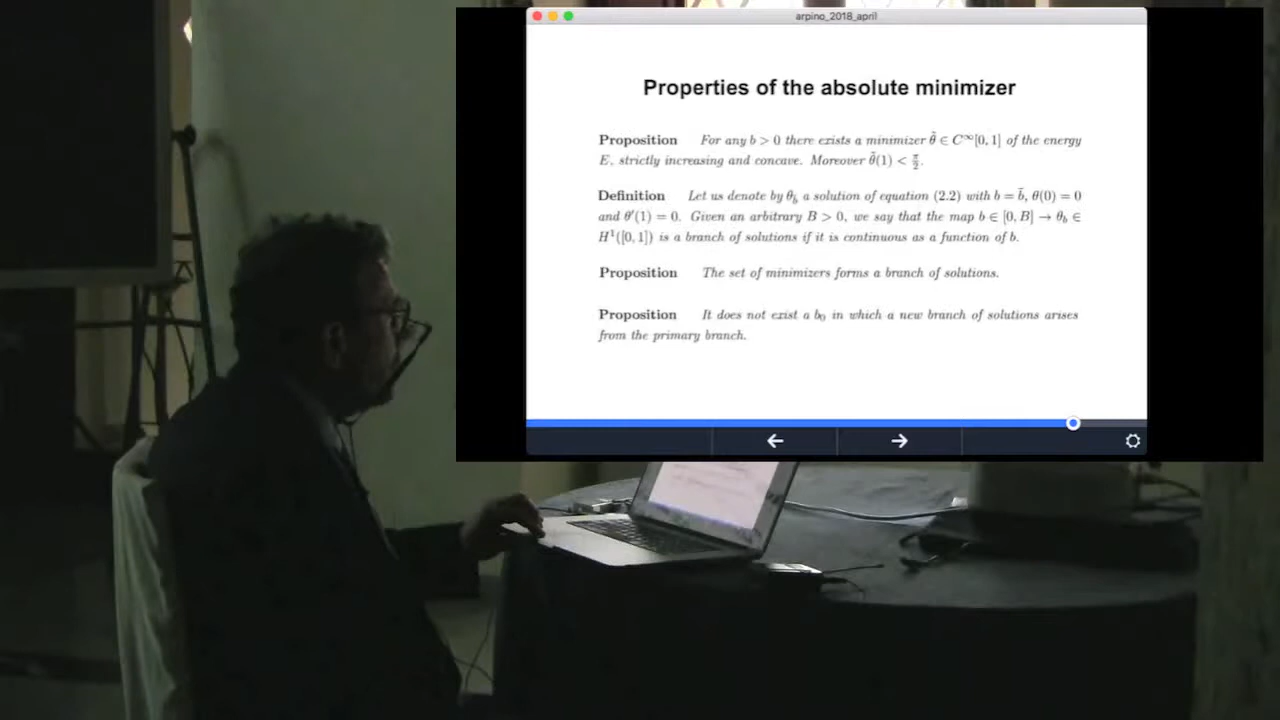 arpino_2018_april
Properties of the absolute minimizer
Proposition For any b > 0 there exists a minimizer θ̃ ∈ C^∞[0, 1] of the energy
E, strictly increasing and concave. Moreover θ̃(1) < π/2.
Definition Let us denote by θ_b̄ a solution of equation (2.2) with b = b̄, θ(0) = 0
and θ′(1) = 0. Given an arbitrary B > 0, we say that the map b ∈ [0, B] → θ_b ∈
H¹([0, 1]) is a branch of solutions if it is continuous as a function of b.
Proposition The set of minimizers forms a branch of solutions.
Proposition It does not exist a b₀ in which a new branch of solutions arises
from the primary branch.